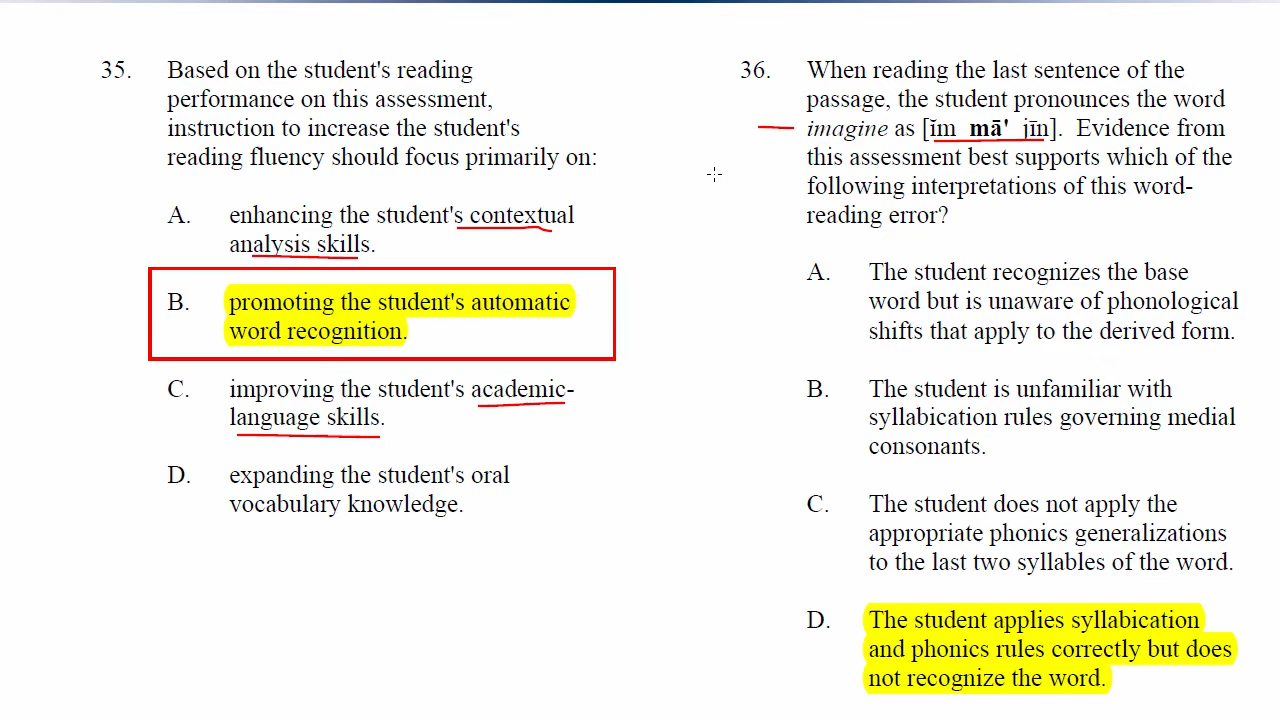 35. Based on the student's reading
performance on this assessment,
instruction to increase the student's
reading fluency should focus primarily on:
A. enhancing the student's contextual
analysis skills.
B. promoting the student's automatic
word recognition.
C. improving the student's academic-
language skills.
D. expanding the student's oral
vocabulary knowledge.
36. When reading the last sentence of the
passage, the student pronounces the word
imagine as [ĭm mā' jīn]. Evidence from
this assessment best supports which of the
following interpretations of this word-
reading error?
A. The student recognizes the base
word but is unaware of phonological
shifts that apply to the derived form.
B. The student is unfamiliar with
syllabication rules governing medial
consonants.
C. The student does not apply the
appropriate phonics generalizations
to the last two syllables of the word.
D. The student applies syllabication
and phonics rules correctly but does
not recognize the word.